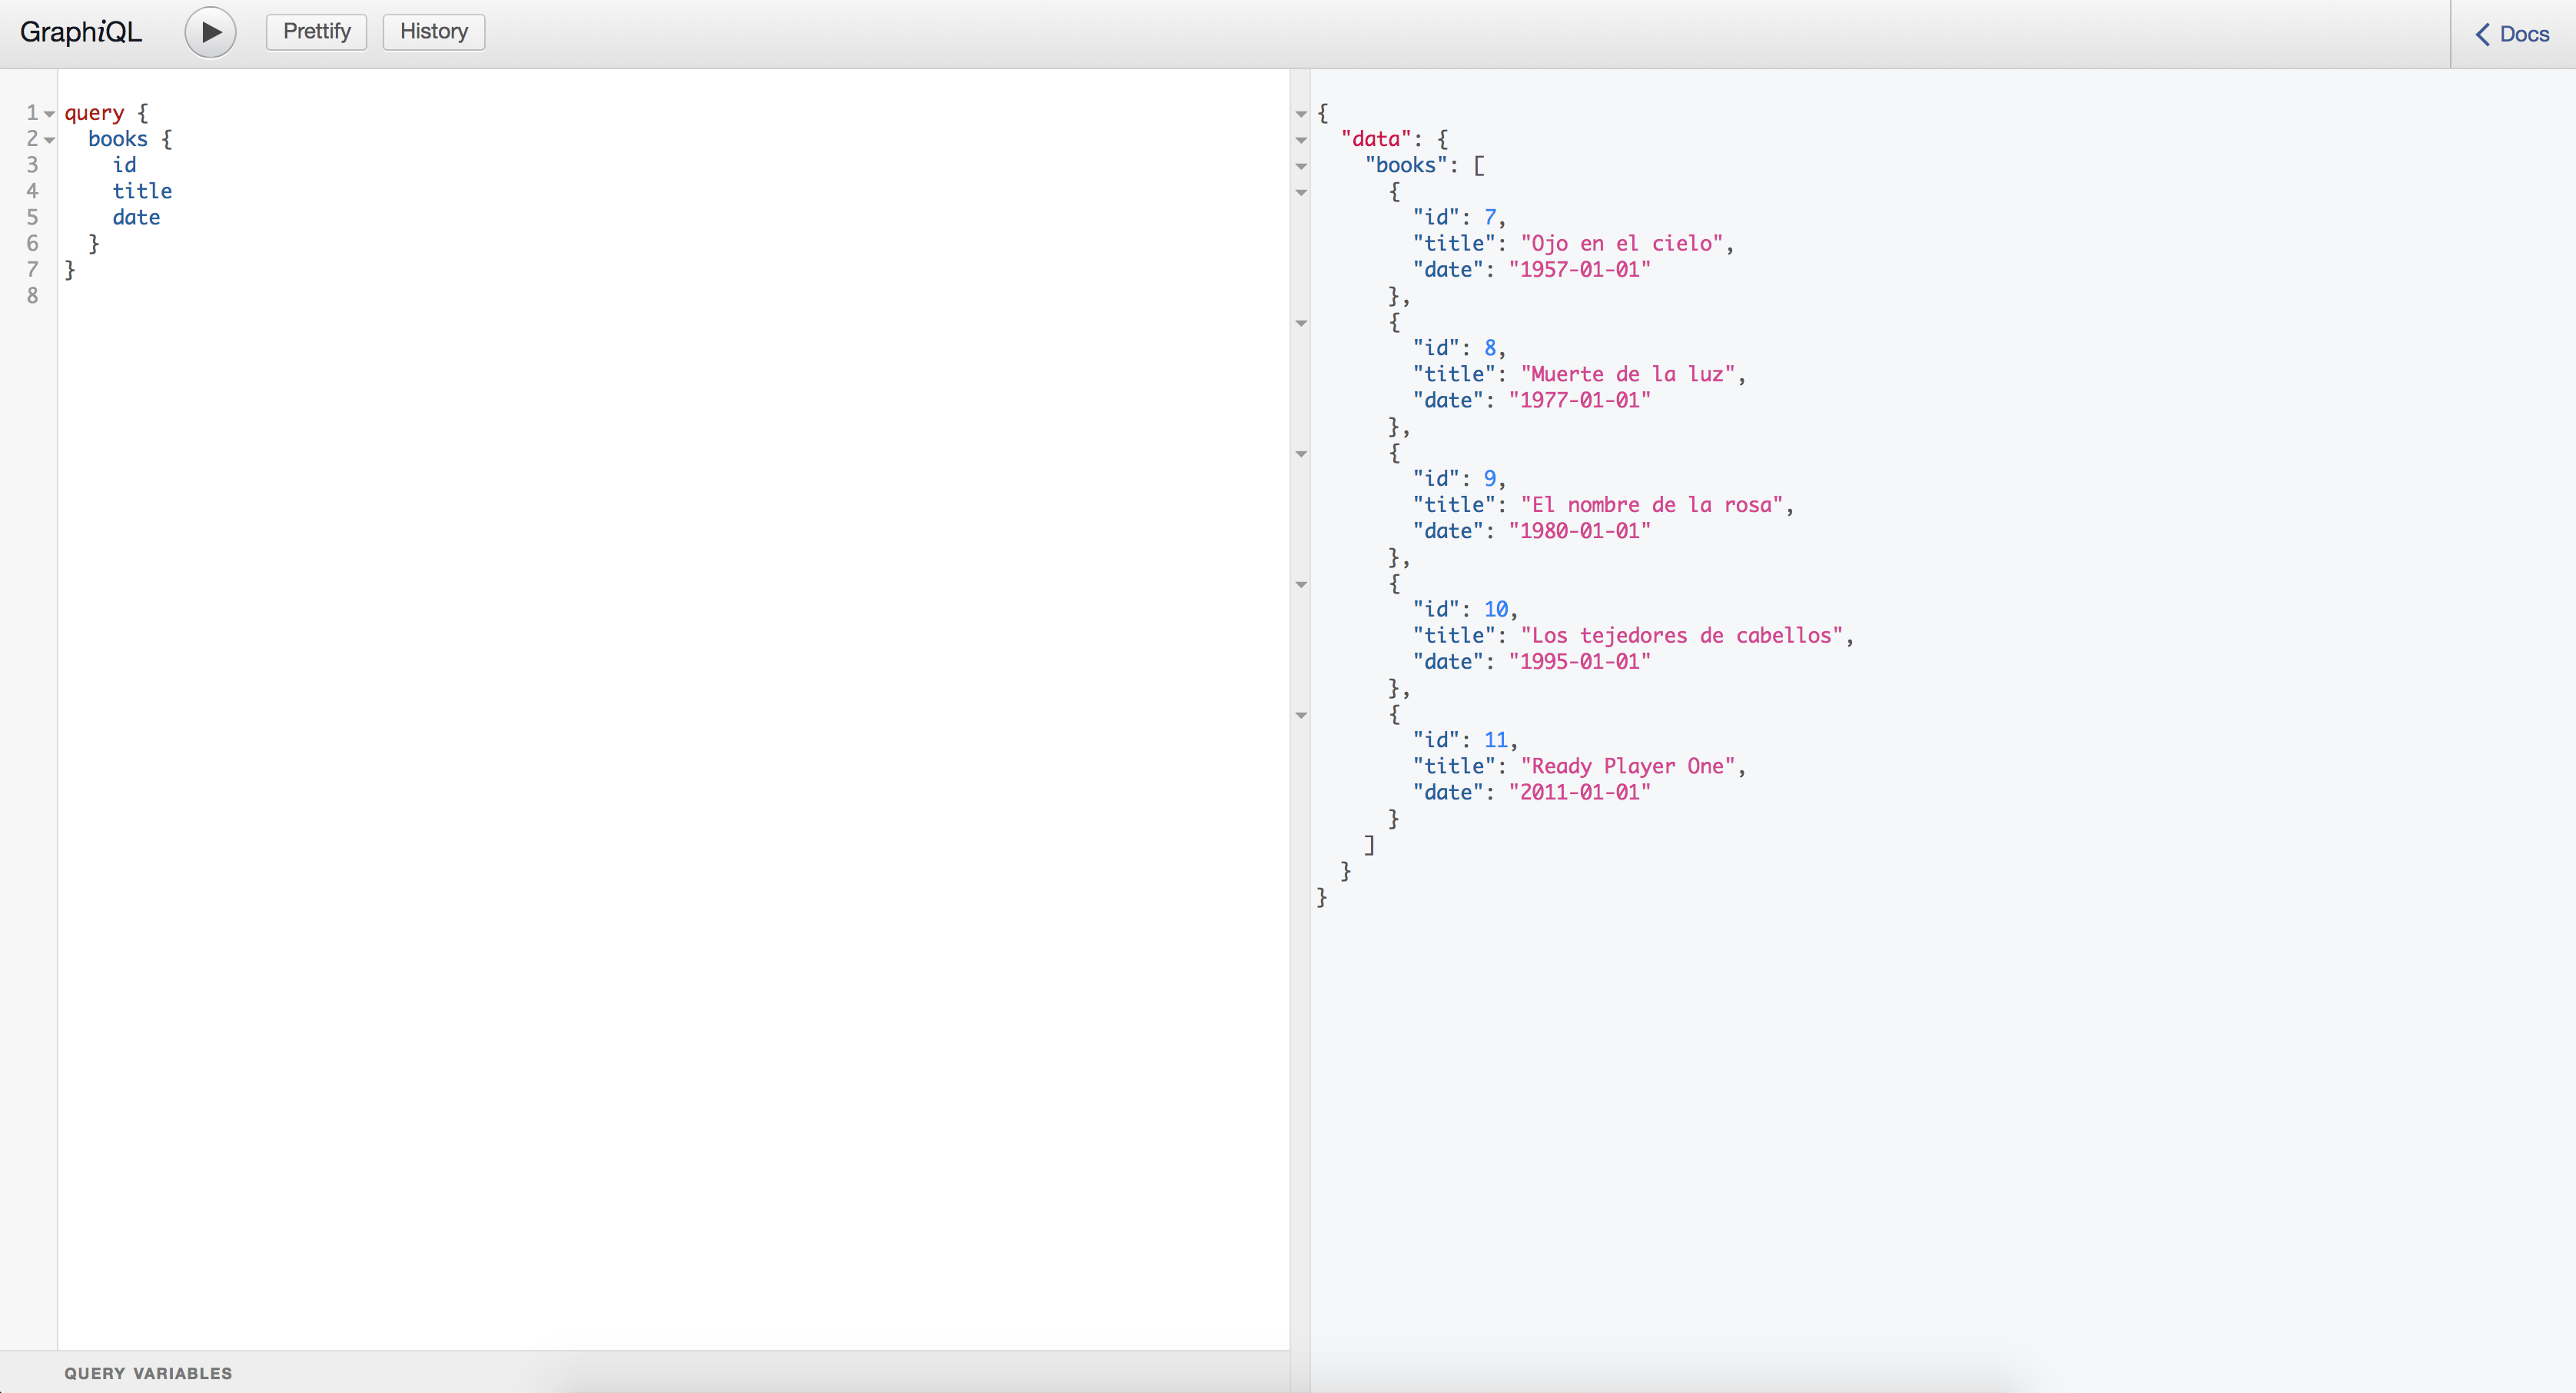 GraphiQL Prettify History Docs
1 query {
2   books {
3     id
4     title
5     date
6   }
7 }
8
{
  "data": {
    "books": [
      {
        "id": 7,
        "title": "Ojo en el cielo",
        "date": "1957-01-01"
      },
      {
        "id": 8,
        "title": "Muerte de la luz",
        "date": "1977-01-01"
      },
      {
        "id": 9,
        "title": "El nombre de la rosa",
        "date": "1980-01-01"
      },
      {
        "id": 10,
        "title": "Los tejedores de cabellos",
        "date": "1995-01-01"
      },
      {
        "id": 11,
        "title": "Ready Player One",
        "date": "2011-01-01"
      }
    ]
  }
}
QUERY VARIABLES